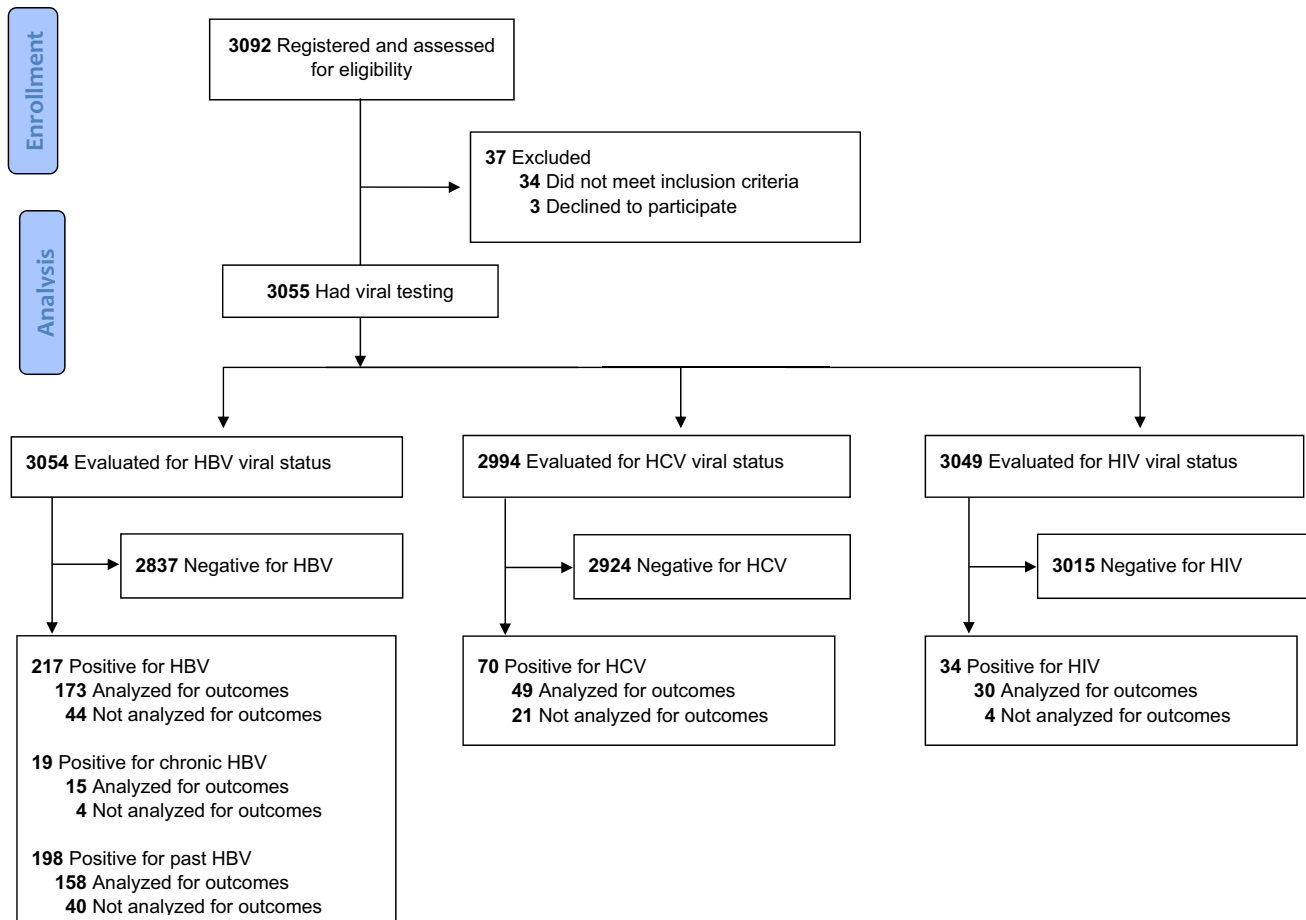 Enrollment
3092 Registered and assessed
for eligibility
37 Excluded
34 Did not meet inclusion criteria
3 Declined to participate
Analysis
3055 Had viral testing
3054 Evaluated for HBV viral status
2837 Negative for HBV
217 Positive for HBV
173 Analyzed for outcomes
44 Not analyzed for outcomes
19 Positive for chronic HBV
15 Analyzed for outcomes
4 Not analyzed for outcomes
198 Positive for past HBV
158 Analyzed for outcomes
40 Not analyzed for outcomes
2994 Evaluated for HCV viral status
2924 Negative for HCV
70 Positive for HCV
49 Analyzed for outcomes
21 Not analyzed for outcomes
3049 Evaluated for HIV viral status
3015 Negative for HIV
34 Positive for HIV
30 Analyzed for outcomes
4 Not analyzed for outcomes